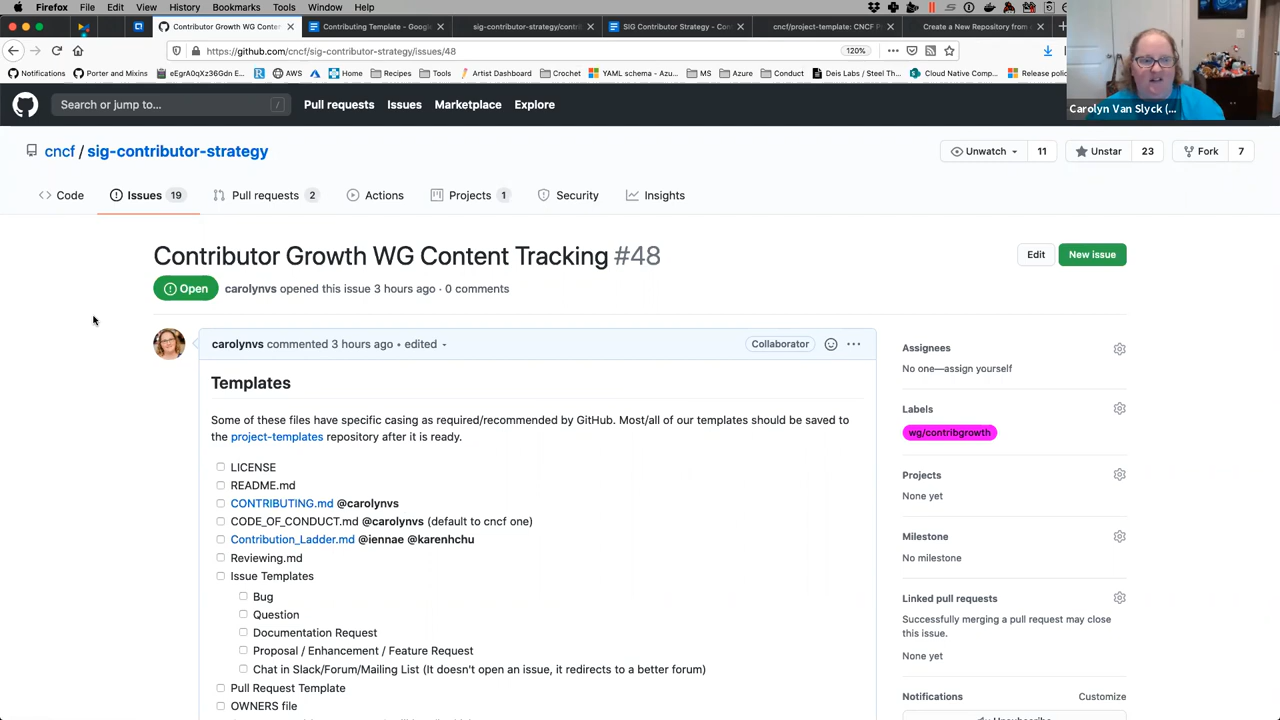 Firefox File Edit View History Bookmarks Tools Window Help
Contributor Growth WG Conten
Contributing Template - Google
sig-contributor-strategy/contri
SIG Contributor Strategy - Con
cncf/project-template: CNCF P
Create a New Repository from a
https://github.com/cncf/sig-contributor-strategy/issues/48
120%
Notifications Porter and Mixins eEgrA0qXz36Gdn E... AWS Home Recipes Tools Artist Dashboard Crochet YAML schema - Azu... MS Azure Conduct Deis Labs / Steel Th... Cloud Native Comp... Release polic
Carolyn Van Slyck (...
Search or jump to... /
Pull requests Issues Marketplace Explore
cncf / sig-contributor-strategy
Unwatch 11 Unstar 23 Fork 7
Code Issues 19 Pull requests 2 Actions Projects 1 Security Insights
Contributor Growth WG Content Tracking #48
Edit New issue
Open carolynvs opened this issue 3 hours ago · 0 comments
carolynvs commented 3 hours ago • edited
Collaborator
Templates
Some of these files have specific casing as required/recommended by GitHub. Most/all of our templates should be saved to
the project-templates repository after it is ready.
LICENSE
README.md
CONTRIBUTING.md @carolynvs
CODE_OF_CONDUCT.md @carolynvs (default to cncf one)
Contribution_Ladder.md @iennae @karenhchu
Reviewing.md
Issue Templates
Bug
Question
Documentation Request
Proposal / Enhancement / Feature Request
Chat in Slack/Forum/Mailing List (It doesn't open an issue, it redirects to a better forum)
Pull Request Template
OWNERS file
Assignees
No one—assign yourself
Labels
wg/contribgrowth
Projects
None yet
Milestone
No milestone
Linked pull requests
Successfully merging a pull request may close
this issue.
None yet
Notifications Customize